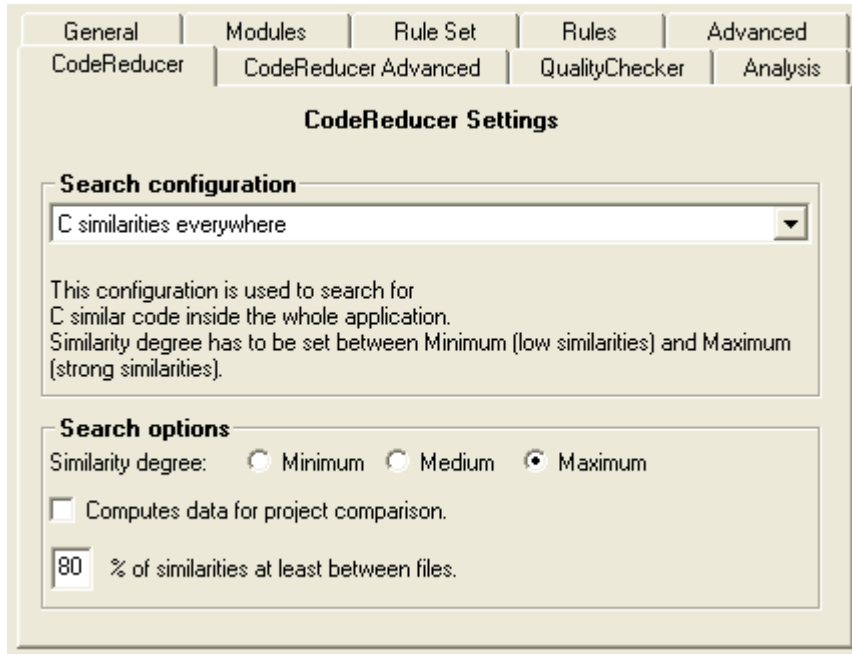 General Modules Rule Set Rules Advanced
CodeReducer CodeReducer Advanced QualityChecker Analysis
CodeReducer Settings
Search configuration
C similarities everywhere
This configuration is used to search for
C similar code inside the whole application.
Similarity degree has to be set between Minimum (low similarities) and Maximum
(strong similarities).
Search options
Similarity degree: Minimum Medium Maximum
Computes data for project comparison.
80 % of similarities at least between files.